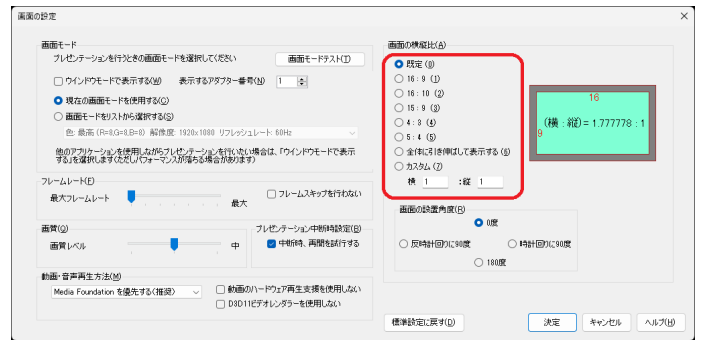 画面の設定
画面モード
プレゼンテーションを行うときの画面モードを選択してください
画面モードテスト(T)
ウインドウモードで表示する(W)
表示するアダプター番号(N)
1
現在の画面モードを使用する(C)
画面モードをリストから選択する(S)
色: 最高 (R=8,G=8,B=8) 解像度: 1920x1080 リフレッシュレート: 60Hz
他のアプリケーションを使用しながらプレゼンテーションを行いたい場合は、「ウインドウモードで表示
する」を選択します(ただしパフォーマンスが落ちる場合があります)
フレームレート(F)
最大フレームレート
最大
フレームスキップを行わない
画質(Q)
画質レベル
中
プレゼンテーション中断時設定(B)
中断時、再開を試行する
動画・音声再生方法(M)
Media Foundation を優先する(推奨)
動画のハードウェア再生支援を使用しない
D3D11ビデオレンダラーを使用しない
画面の横縦比(A)
既定 (0)
16 : 9 (1)
16 : 10 (2)
15 : 9 (3)
4 : 3 (4)
5 : 4 (5)
全体に引き伸ばして表示する (6)
カスタム (7)
横 1 :縦 1
16
9
(横 : 縦) = 1.777778 : 1
画面の設置角度(R)
0度
反時計回りに90度
時計回りに90度
180度
標準設定に戻す(D)
決定
キャンセル
ヘルプ(H)